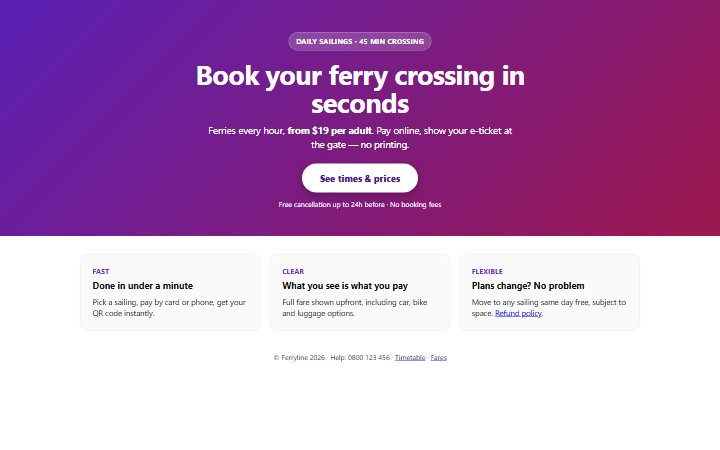 DAILY SAILINGS · 45 MIN CROSSING
Book your ferry crossing in
seconds
Ferries every hour, from $19 per adult. Pay online, show your e-ticket at
the gate — no printing.
See times & prices
Free cancellation up to 24h before · No booking fees
FAST
Done in under a minute
Pick a sailing, pay by card or phone, get your
QR code instantly.
CLEAR
What you see is what you pay
Full fare shown upfront, including car, bike
and luggage options.
FLEXIBLE
Plans change? No problem
Move to any sailing same day free, subject to
space. Refund policy.
© Ferryline 2026 · Help: 0800 123 456 · Timetable · Fares